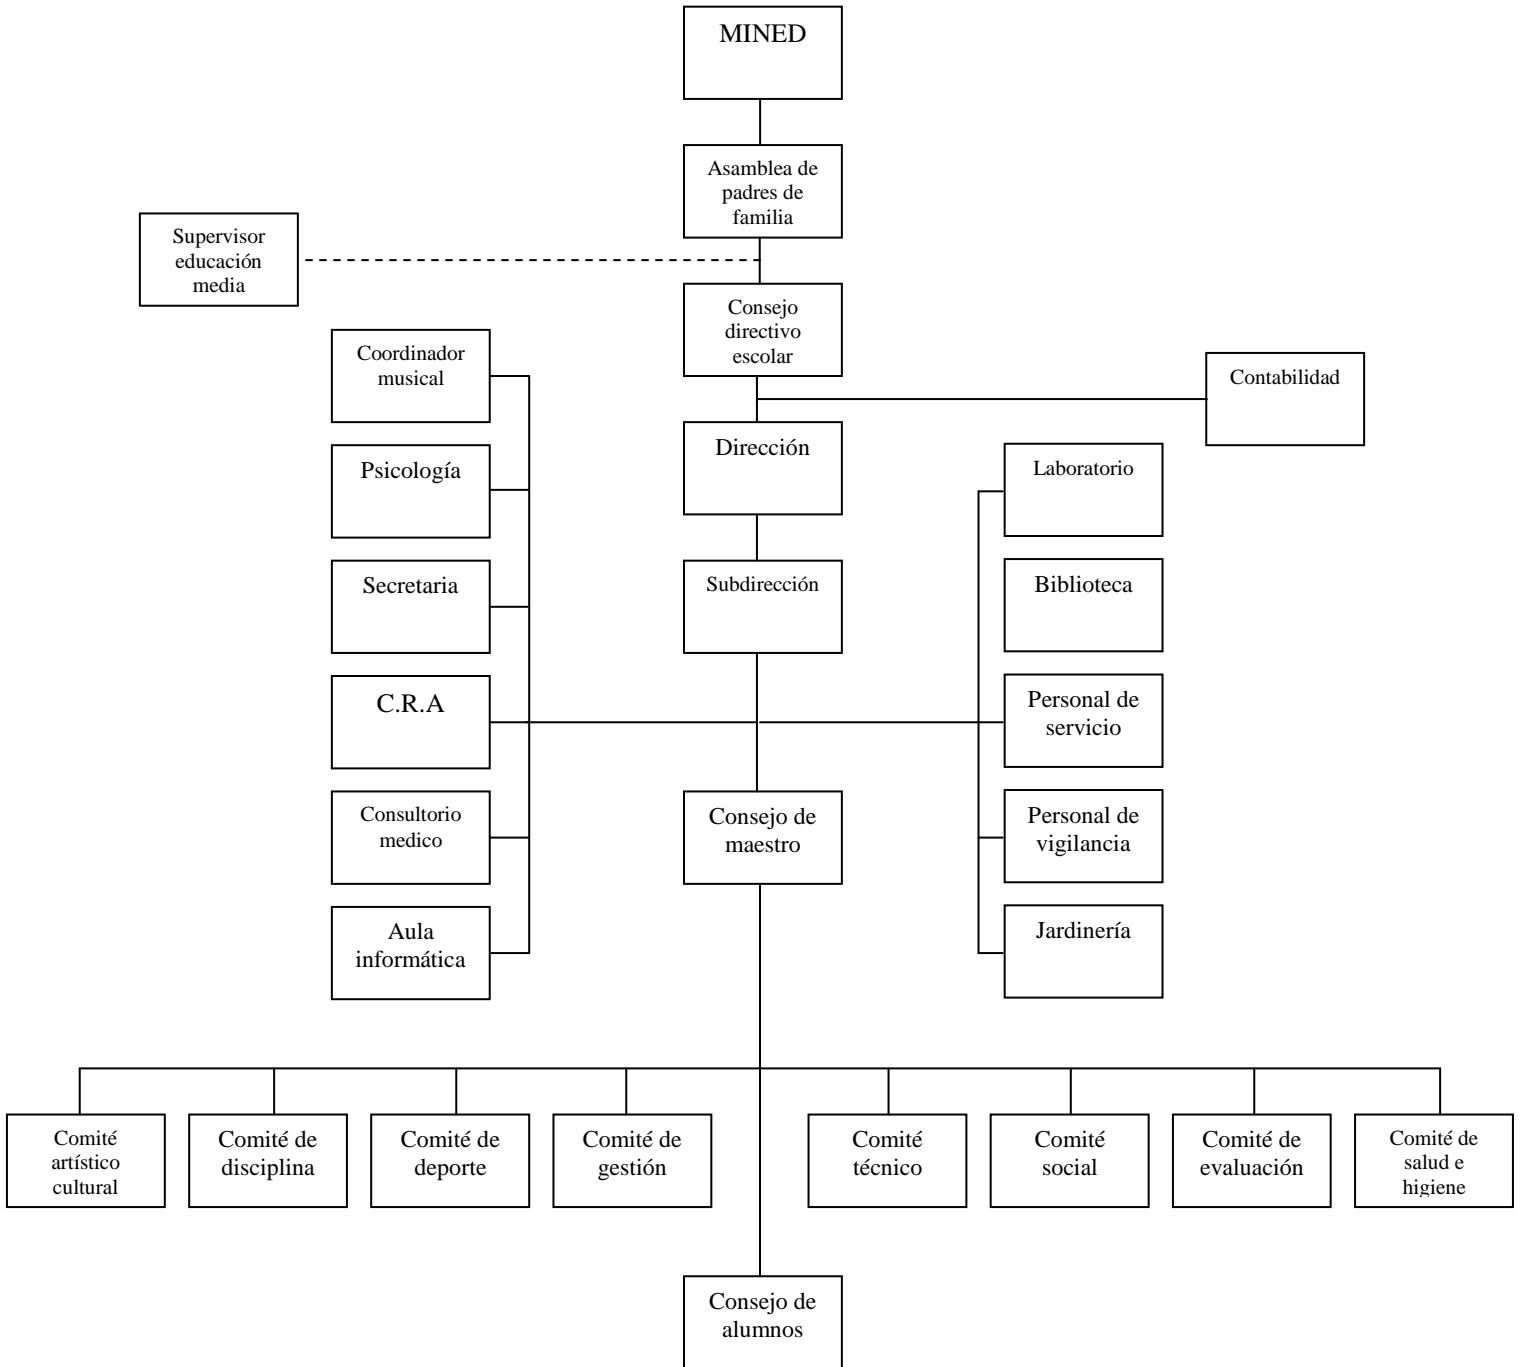 MINED
Asamblea de
padres de
familia
Supervisor
educación
media
Consejo
directivo
escolar
Coordinador
musical
Contabilidad
Dirección
Psicología
Laboratorio
Secretaria
Subdirección
Biblioteca
C.R.A
Personal de
servicio
Consultorio
medico
Consejo de
maestro
Personal de
vigilancia
Aula
informática
Jardinería
Comité
artístico
cultural
Comité de
disciplina
Comité de
deporte
Comité de
gestión
Comité
técnico
Comité
social
Comité de
evaluación
Comité de
salud e
higiene
Consejo de
alumnos